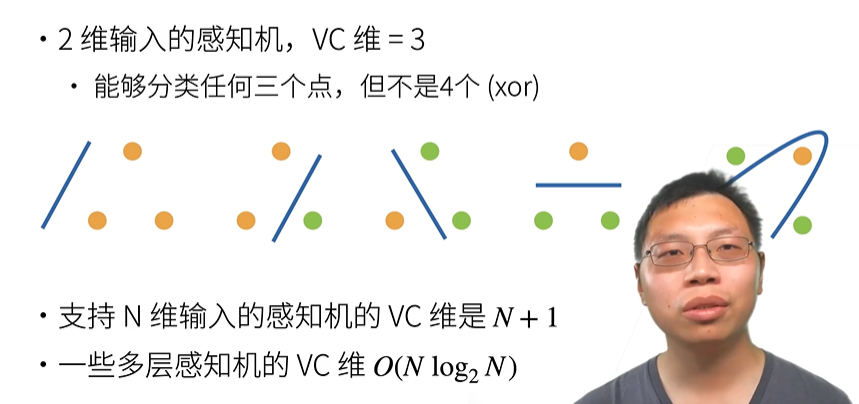 • 2 维输入的感知机，VC 维 = 3
• 能够分类任何三个点，但不是4个 (xor)
• 支持 N 维输入的感知机的 VC 维是 N + 1
• 一些多层感知机的 VC 维 O(N log₂ N)